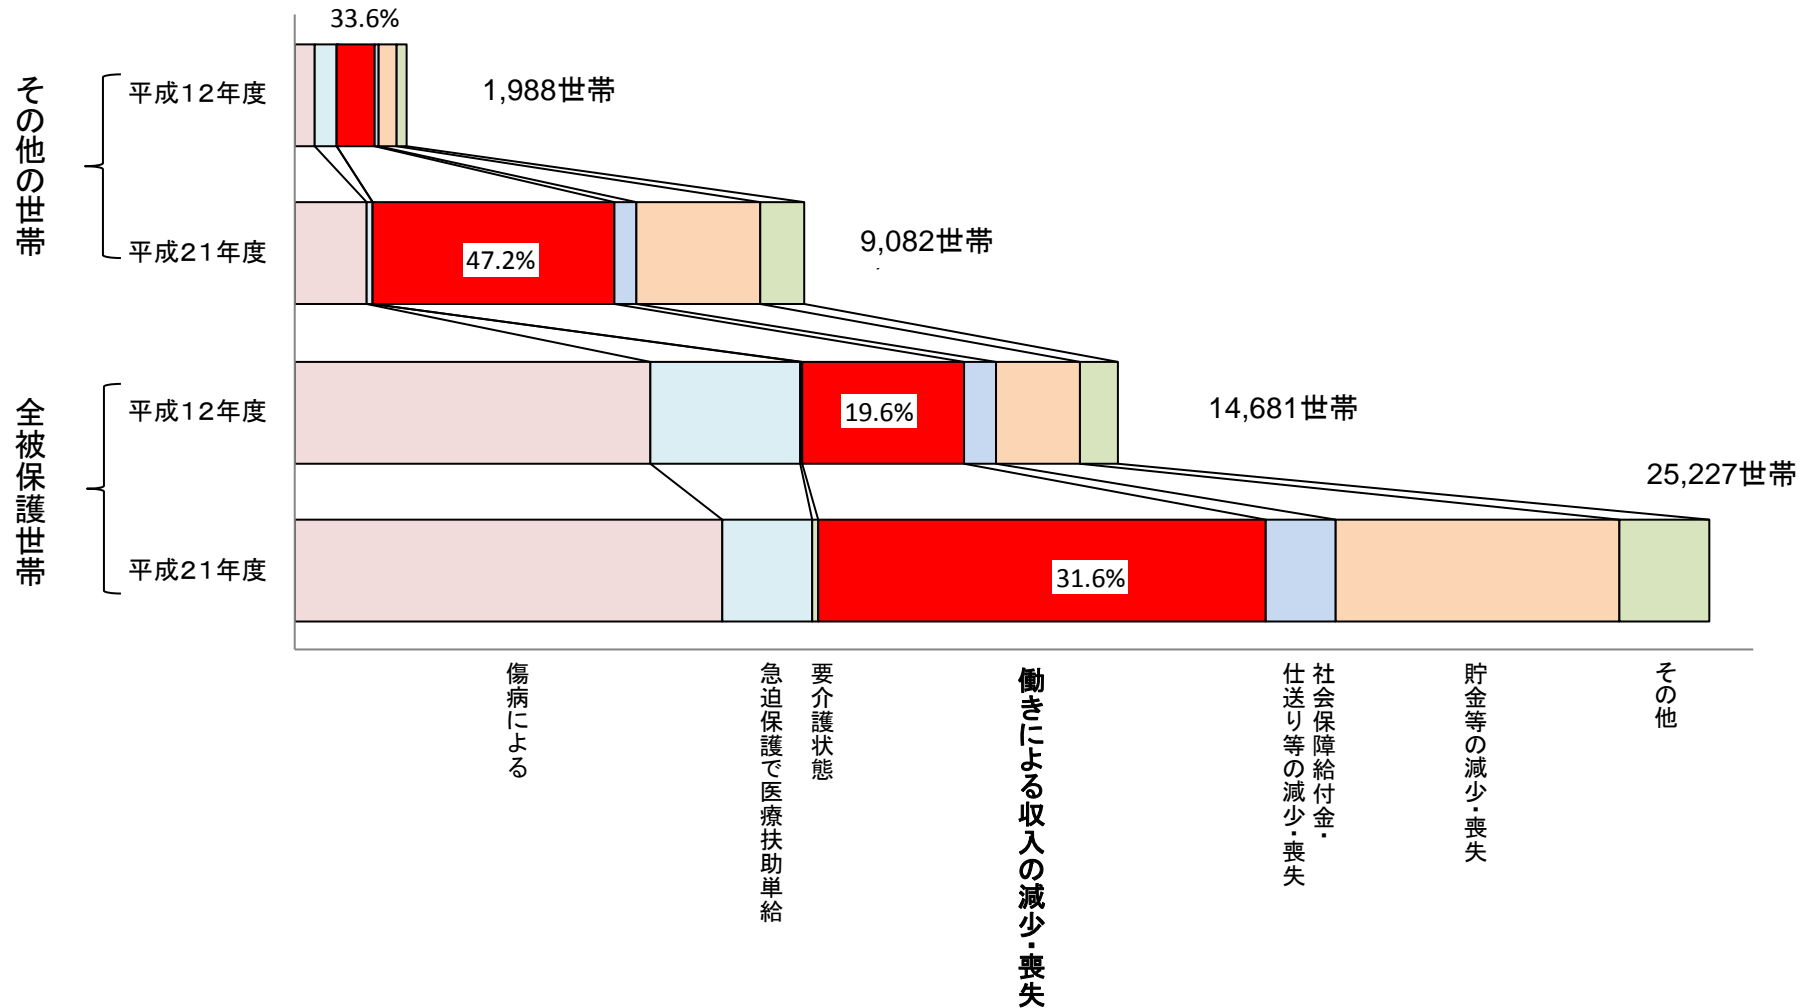 33.6%
その他の世帯
平成12年度
1,988世帯
平成21年度
47.2%
9,082世帯
全被保護世帯
平成12年度
19.6%
14,681世帯
25,227世帯
平成21年度
31.6%
傷病による
急迫保護で医療扶助単給
要介護状態
働きによる収入の減少・喪失
社会保障給付金・
仕送り等の減少・喪失
貯金等の減少・喪失
その他